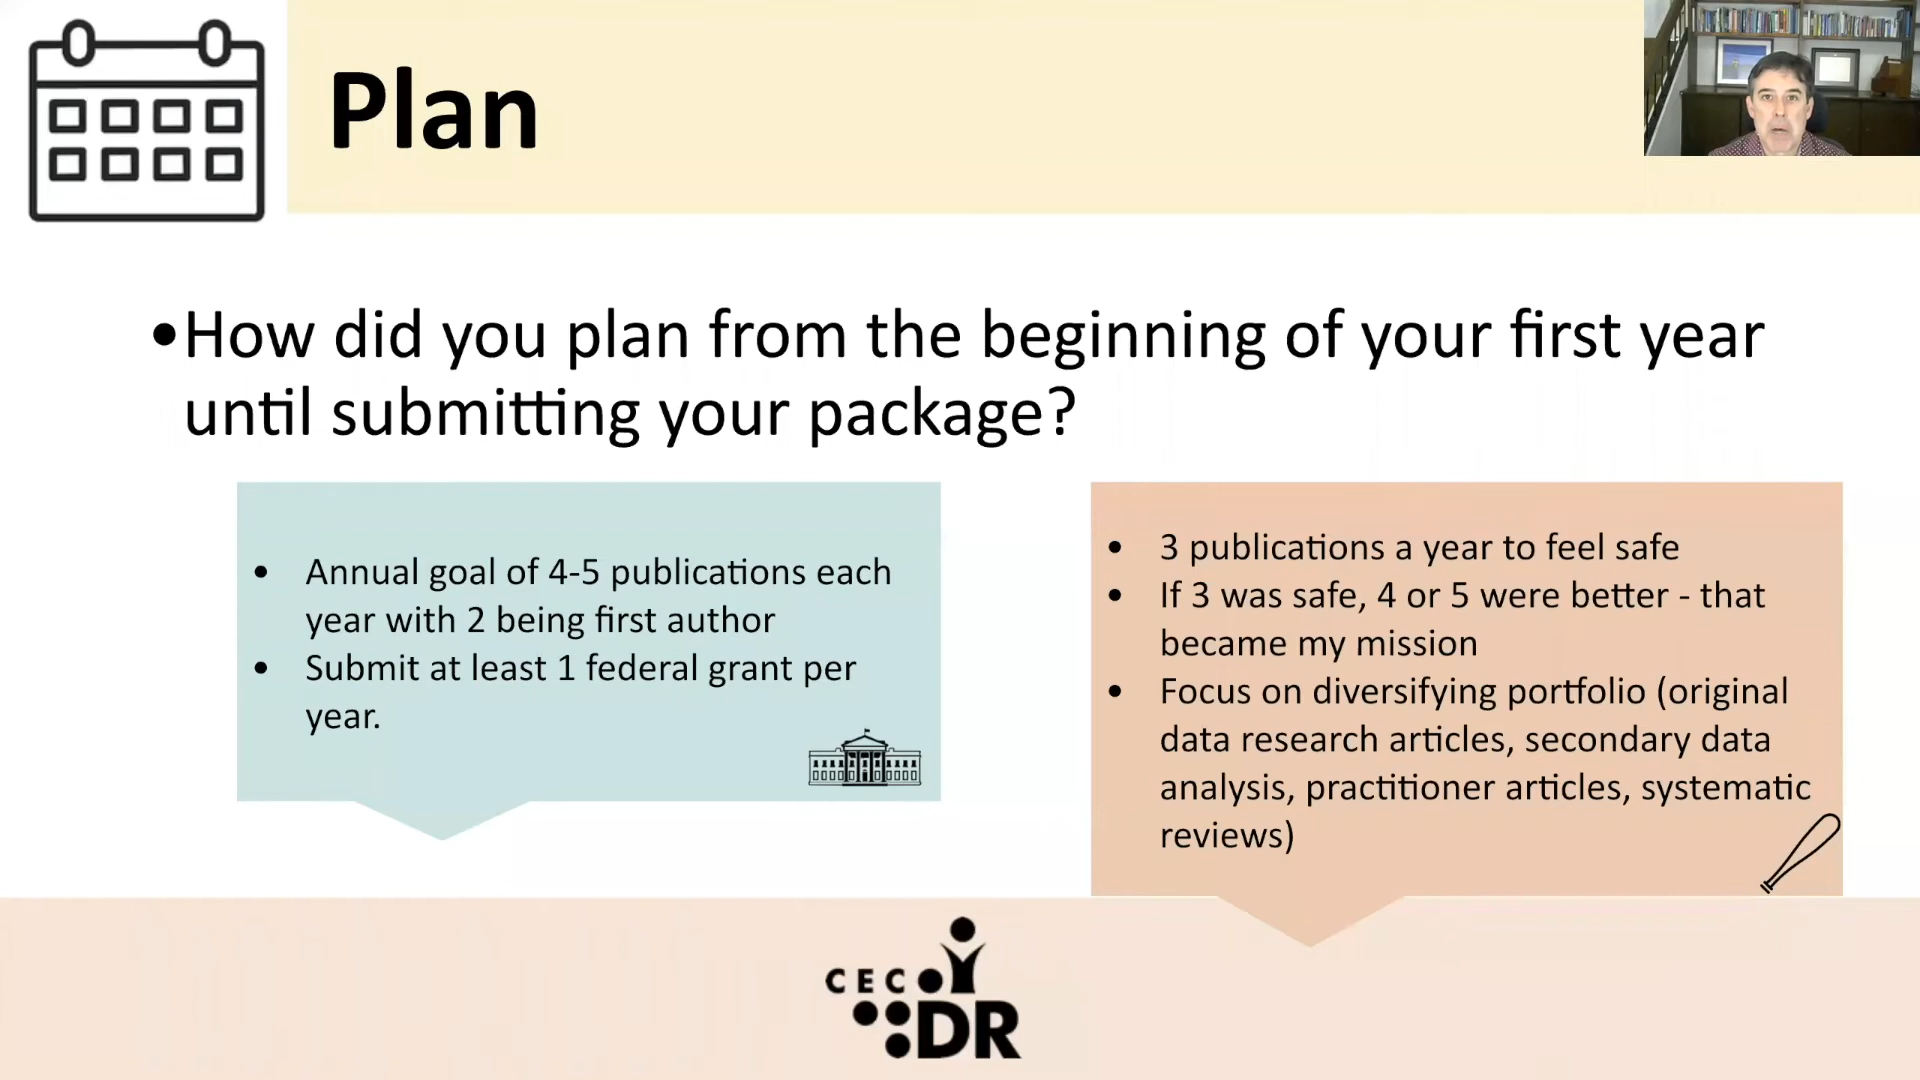 Plan
•How did you plan from the beginning of your first year
until submitting your package?
• Annual goal of 4-5 publications each
year with 2 being first author
• Submit at least 1 federal grant per
year.
• 3 publications a year to feel safe
• If 3 was safe, 4 or 5 were better - that
became my mission
• Focus on diversifying portfolio (original
data research articles, secondary data
analysis, practitioner articles, systematic
reviews)
CEC
DR